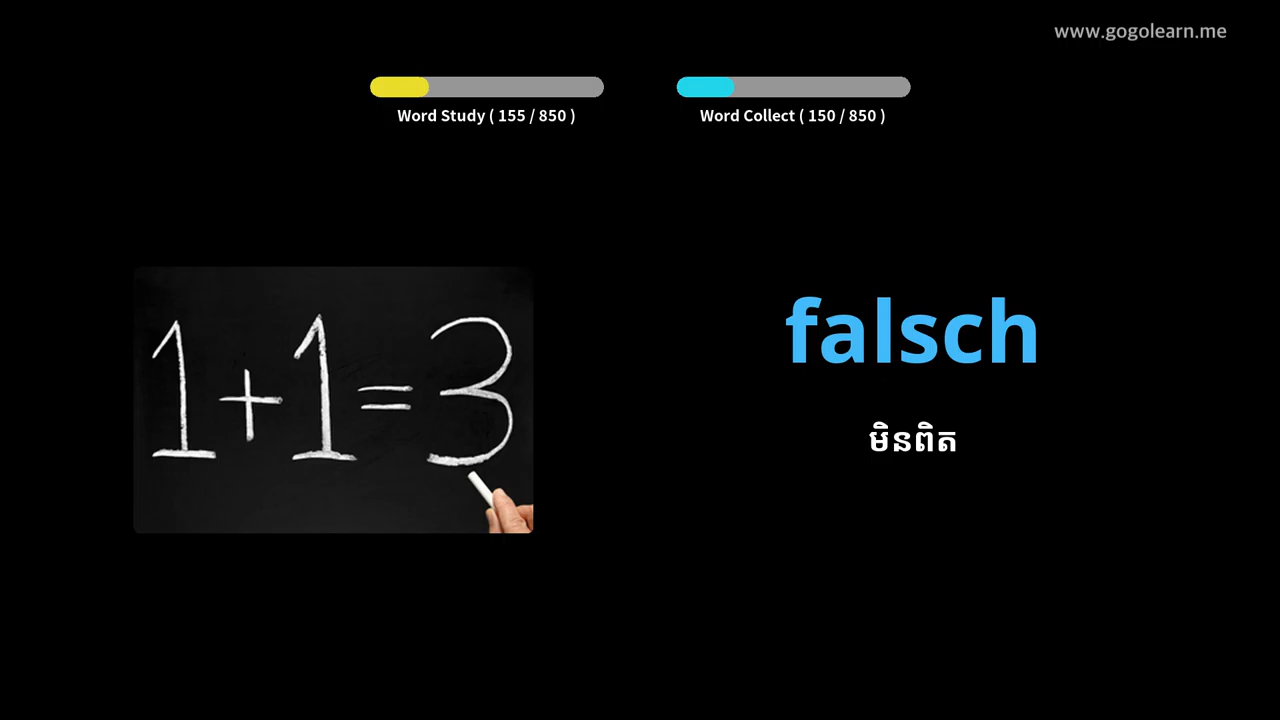 www.gogolearn.me
Word Study ( 155 / 850 )
Word Collect ( 150 / 850 )
1+1=3
falsch
មិនពិត